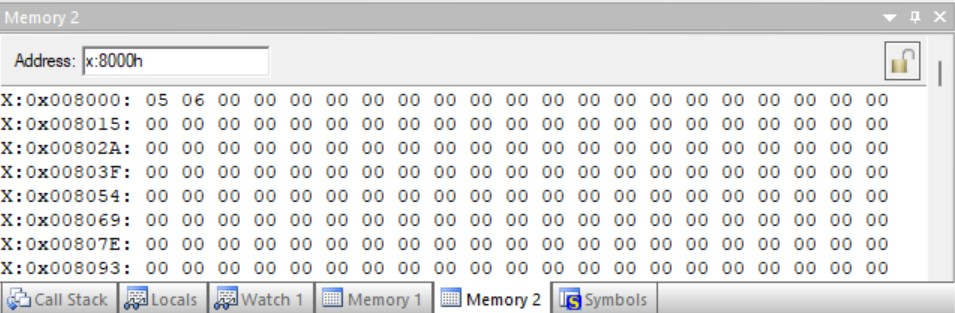 Memory 2
Address: x:8000h
X:0x008000: 05 06 00 00 00 00 00 00 00 00 00 00 00 00 00 00 00 00 00 00 00
X:0x008015: 00 00 00 00 00 00 00 00 00 00 00 00 00 00 00 00 00 00 00 00 00
X:0x00802A: 00 00 00 00 00 00 00 00 00 00 00 00 00 00 00 00 00 00 00 00 00
X:0x00803F: 00 00 00 00 00 00 00 00 00 00 00 00 00 00 00 00 00 00 00 00 00
X:0x008054: 00 00 00 00 00 00 00 00 00 00 00 00 00 00 00 00 00 00 00 00 00
X:0x008069: 00 00 00 00 00 00 00 00 00 00 00 00 00 00 00 00 00 00 00 00 00
X:0x00807E: 00 00 00 00 00 00 00 00 00 00 00 00 00 00 00 00 00 00 00 00 00
X:0x008093: 00 00 00 00 00 00 00 00 00 00 00 00 00 00 00 00 00 00 00 00 00
Call Stack Locals Watch 1 Memory 1 Memory 2 Symbols